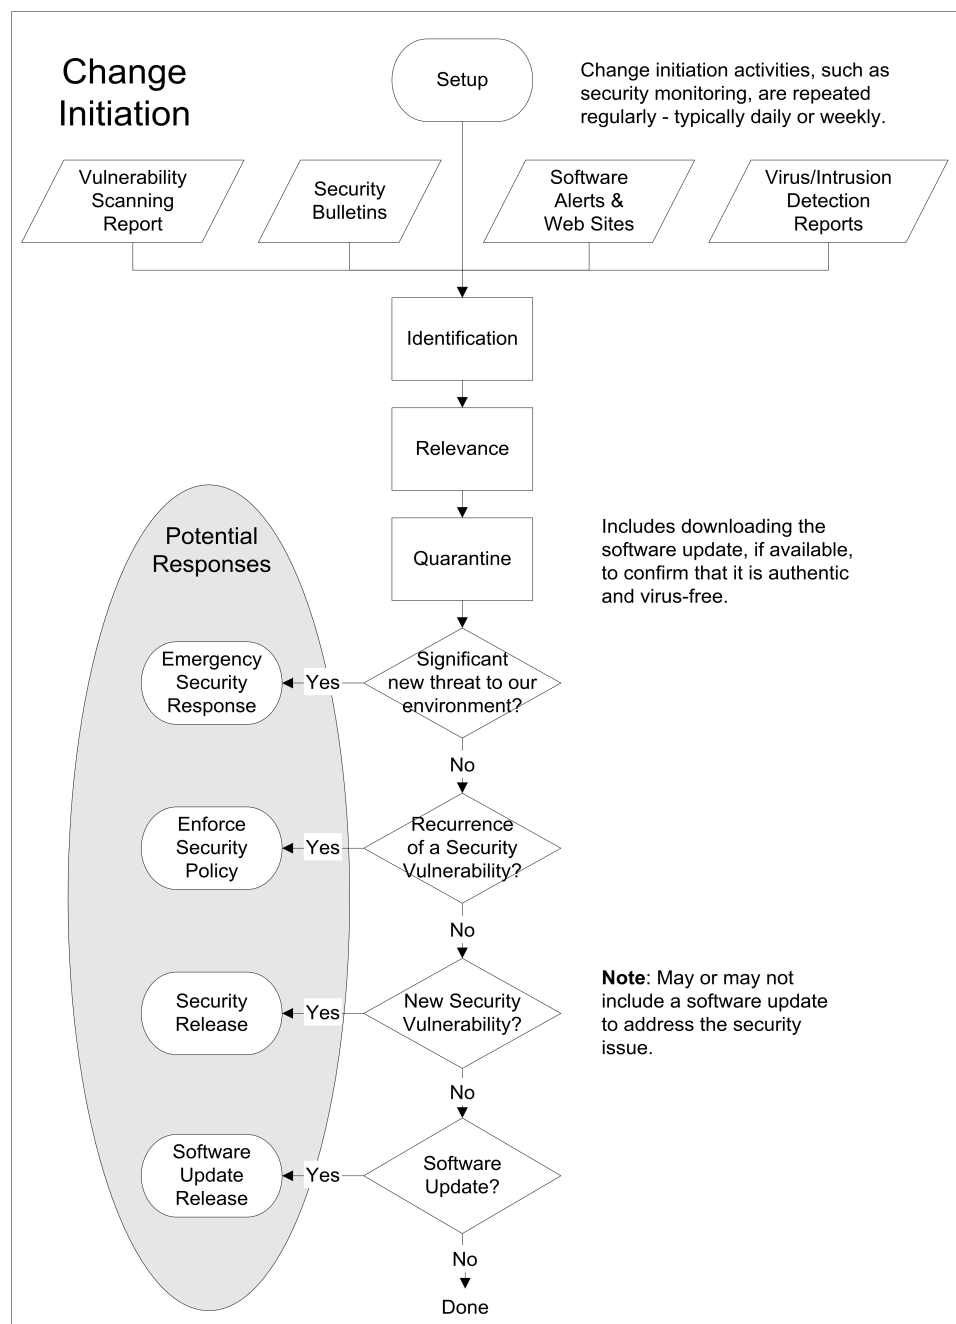 Change
Initiation
Setup
Change initiation activities, such as
security monitoring, are repeated
regularly - typically daily or weekly.
Vulnerability
Scanning
Report
Security
Bulletins
Software
Alerts &
Web Sites
Virus/Intrusion
Detection
Reports
Identification
Relevance
Quarantine
Includes downloading the
software update, if available,
to confirm that it is authentic
and virus-free.
Potential
Responses
Significant
new threat to our
environment?
Yes
Emergency
Security
Response
No
Recurrence
of a Security
Vulnerability?
Yes
Enforce
Security
Policy
No
New Security
Vulnerability?
Yes
Security
Release
Note: May or may not
include a software update
to address the security
issue.
No
Software
Update?
Yes
Software
Update
Release
No
Done